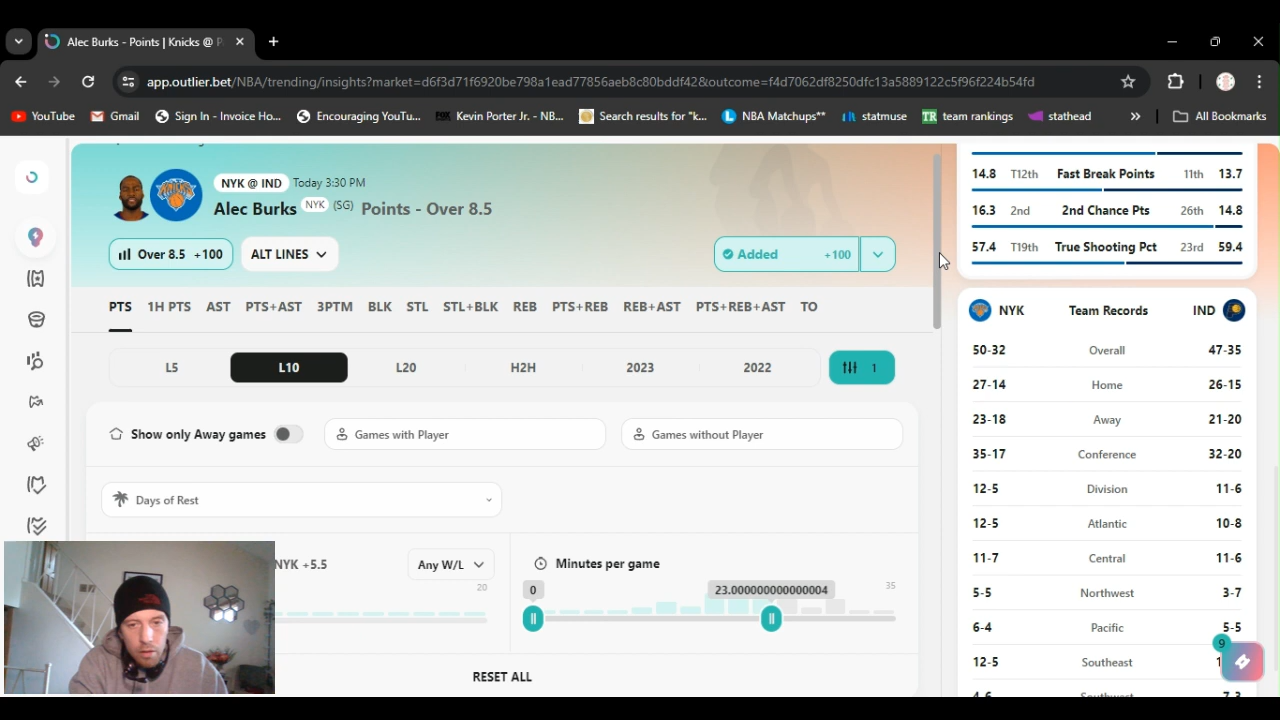 Alec Burks - Points | Knicks @ P
app.outlier.bet/NBA/trending/insights?market=d6f3d71f6920be798a1ead77856aeb8c80bddf42&outcome=f4d7062df8250dfc13a5889122c5f96f224b54fd
YouTube Gmail Sign In - Invoice Ho... Encouraging YouTu... Kevin Porter Jr. - NB... Search results for "k... NBA Matchups** statmuse team rankings stathead » All Bookmarks
NYK @ IND Today 3:30 PM
Alec Burks NYK (SG) Points - Over 8.5
Over 8.5 +100 ALT LINES Added +100
PTS 1H PTS AST PTS+AST 3PTM BLK STL STL+BLK REB PTS+REB REB+AST PTS+REB+AST TO
L5 L10 L20 H2H 2023 2022 1
Show only Away games Games with Player Games without Player
Days of Rest
NYK +5.5 Any W/L Minutes per game
20 0 23.000000000000004 35
RESET ALL
14.8 T12th Fast Break Points 11th 13.7
16.3 2nd 2nd Chance Pts 26th 14.8
57.4 T19th True Shooting Pct 23rd 59.4
NYK Team Records IND
50-32 Overall 47-35
27-14 Home 26-15
23-18 Away 21-20
35-17 Conference 32-20
12-5 Division 11-6
12-5 Atlantic 10-8
11-7 Central 11-6
5-5 Northwest 3-7
6-4 Pacific 5-5
9
12-5 Southeast
4-6 Southwest 7-3